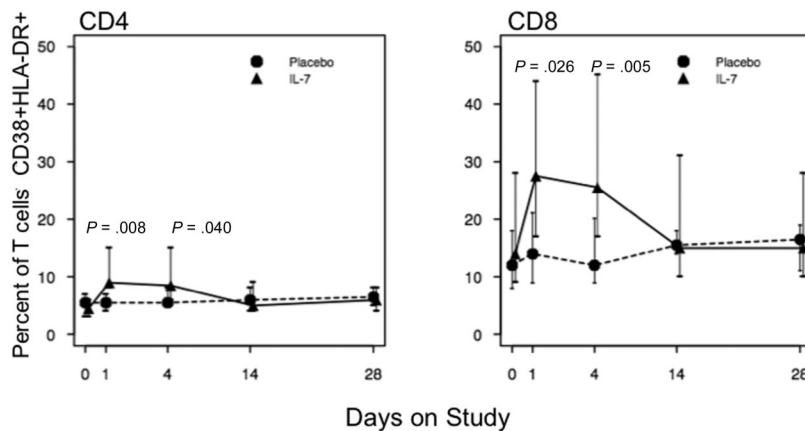 CD4
50
40
30
20
10
0
Placebo
IL-7
P = .008
P = .040
0 1 4 14 28
CD8
50
40
30
20
10
0
P = .026
P = .005
Placebo
IL-7
0 1 4 14 28
Percent of T cells CD38+HLA-DR+
Days on Study